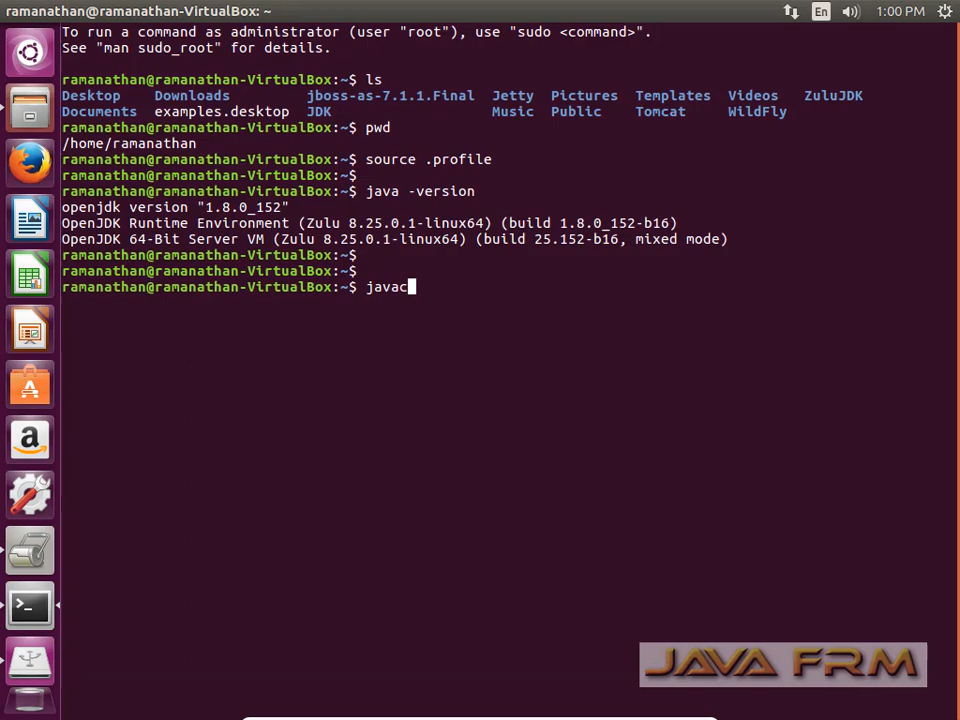 ramanathan@ramanathan-VirtualBox: ~
En
1:00 PM
To run a command as administrator (user "root"), use "sudo <command>".
See "man sudo_root" for details.
ramanathan@ramanathan-VirtualBox:~$ ls
Desktop Downloads jboss-as-7.1.1.Final Jetty Pictures Templates Videos ZuluJDK
Documents examples.desktop JDK Music Public Tomcat WildFly
ramanathan@ramanathan-VirtualBox:~$ pwd
/home/ramanathan
ramanathan@ramanathan-VirtualBox:~$ source .profile
ramanathan@ramanathan-VirtualBox:~$
ramanathan@ramanathan-VirtualBox:~$ java -version
openjdk version "1.8.0_152"
OpenJDK Runtime Environment (Zulu 8.25.0.1-linux64) (build 1.8.0_152-b16)
OpenJDK 64-Bit Server VM (Zulu 8.25.0.1-linux64) (build 25.152-b16, mixed mode)
ramanathan@ramanathan-VirtualBox:~$
ramanathan@ramanathan-VirtualBox:~$
ramanathan@ramanathan-VirtualBox:~$ javac
JAVA FRM